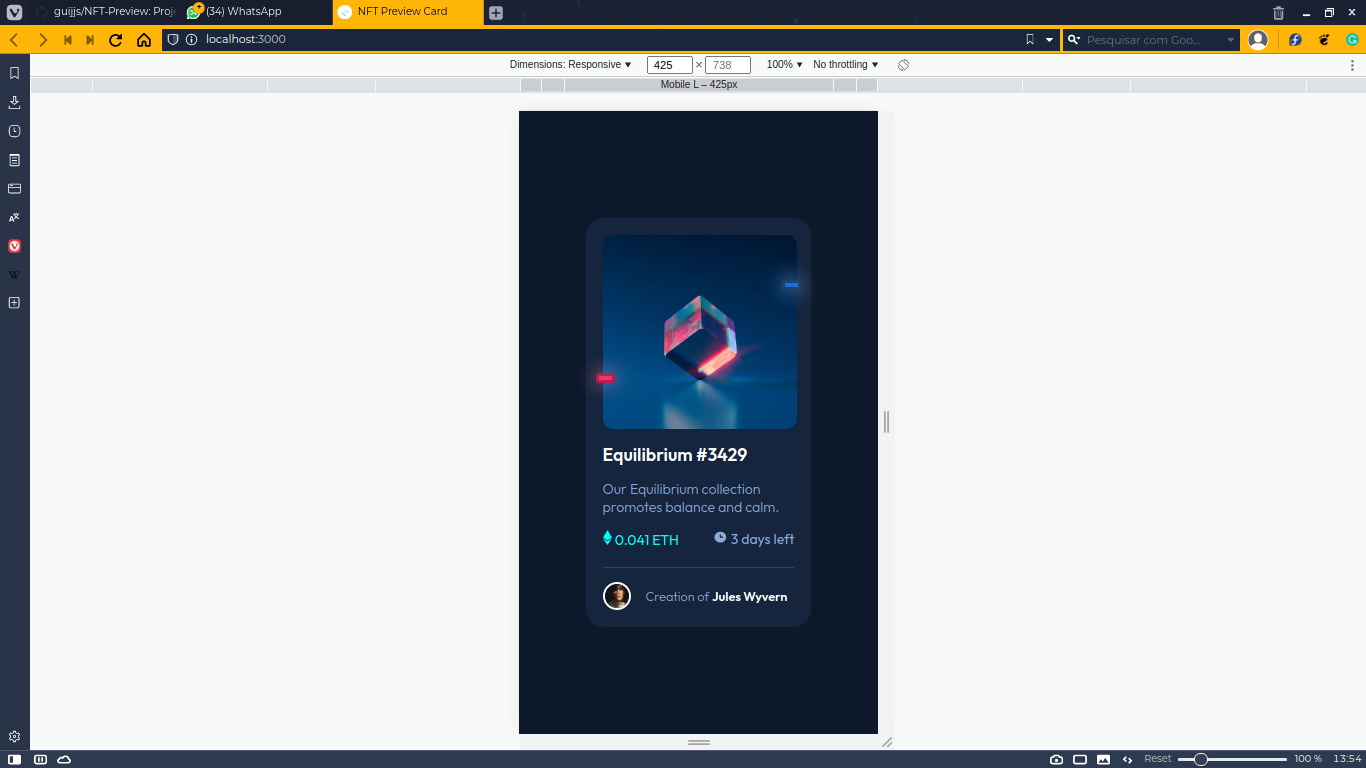 guijjs/NFT-Preview: Proj
(34) WhatsApp
NFT Preview Card
localhost:3000
Pesquisar com Goo...
Dimensions: Responsive ▼ 425 × 738 100% ▼ No throttling ▼
Mobile L – 425px
Equilibrium #3429
Our Equilibrium collection
promotes balance and calm.
0.041 ETH
3 days left
Creation of Jules Wyvern
Reset
100 %
13:54